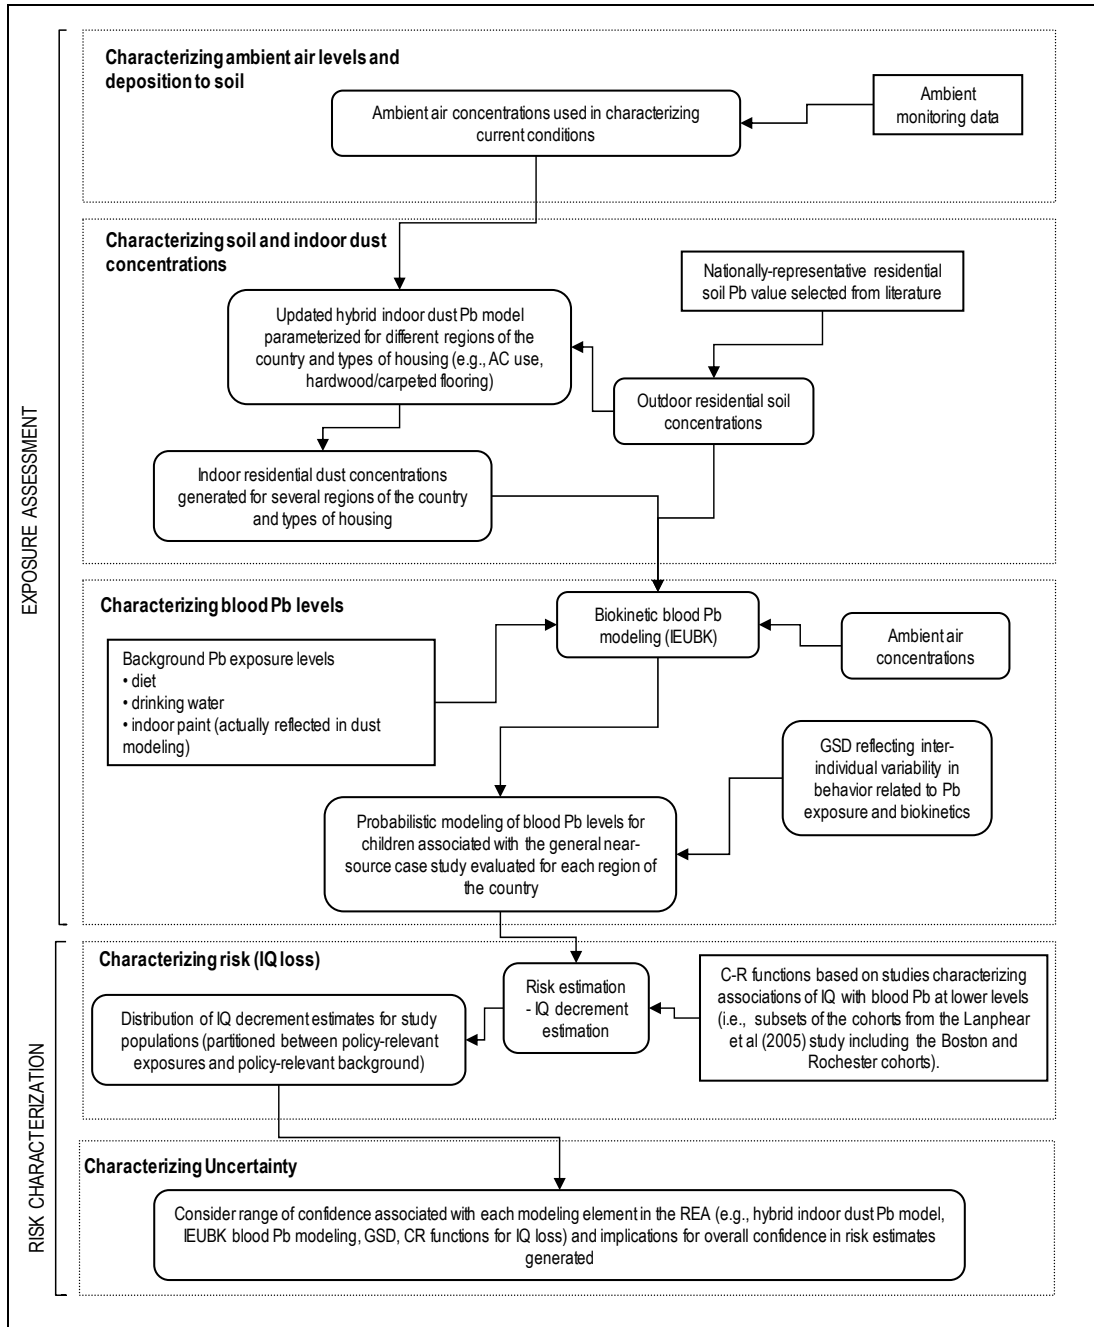 EXPOSURE ASSESSMENT
Characterizing ambient air levels and
deposition to soil
Ambient air concentrations used in characterizing
current conditions
Ambient
monitoring data
Characterizing soil and indoor dust
concentrations
Nationally-representative residential
soil Pb value selected from literature
Updated hybrid indoor dust Pb model
parameterized for different regions of the
country and types of housing (e.g., AC use,
hardwood/carpeted flooring)
Outdoor residential soil
concentrations
Indoor residential dust concentrations
generated for several regions of the country
and types of housing
Characterizing blood Pb levels
Biokinetic blood Pb
modeling (IEUBK)
Ambient air
concentrations
Background Pb exposure levels
• diet
• drinking water
• indoor paint (actually reflected in dust
modeling)
GSD reflecting inter-
individual variability in
behavior related to Pb
exposure and biokinetics
Probabilistic modeling of blood Pb levels for
children associated with the general near-
source case study evaluated for each region of
the country
RISK CHARACTERIZATION
Characterizing risk (IQ loss)
Risk estimation
- IQ decrement
estimation
C-R functions based on studies characterizing
associations of IQ with blood Pb at lower levels
(i.e., subsets of the cohorts from the Lanphear
et al (2005) study including the Boston and
Rochester cohorts).
Distribution of IQ decrement estimates for study
populations (partitioned between policy-relevant
exposures and policy-relevant background)
Characterizing Uncertainty
Consider range of confidence associated with each modeling element in the REA (e.g., hybrid indoor dust Pb model,
IEUBK blood Pb modeling, GSD, CR functions for IQ loss) and implications for overall confidence in risk estimates
generated